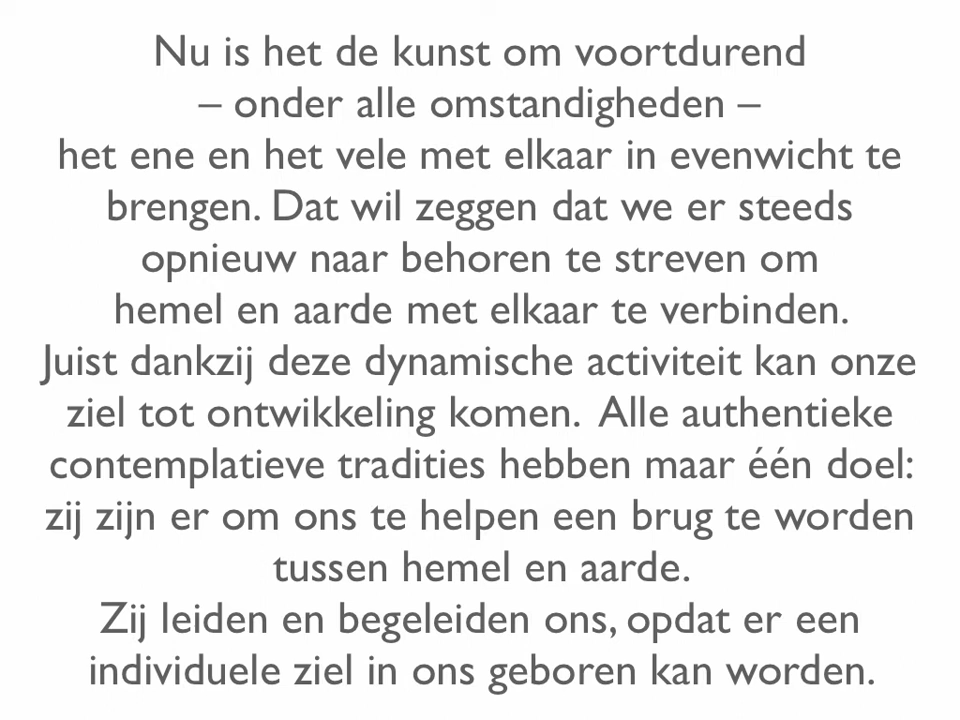 Nu is het de kunst om voortdurend
– onder alle omstandigheden –
het ene en het vele met elkaar in evenwicht te
brengen. Dat wil zeggen dat we er steeds
opnieuw naar behoren te streven om
hemel en aarde met elkaar te verbinden.
Juist dankzij deze dynamische activiteit kan onze
ziel tot ontwikkeling komen.  Alle authentieke
contemplatieve tradities hebben maar één doel:
zij zijn er om ons te helpen een brug te worden
tussen hemel en aarde.
Zij leiden en begeleiden ons, opdat er een
individuele ziel in ons geboren kan worden.